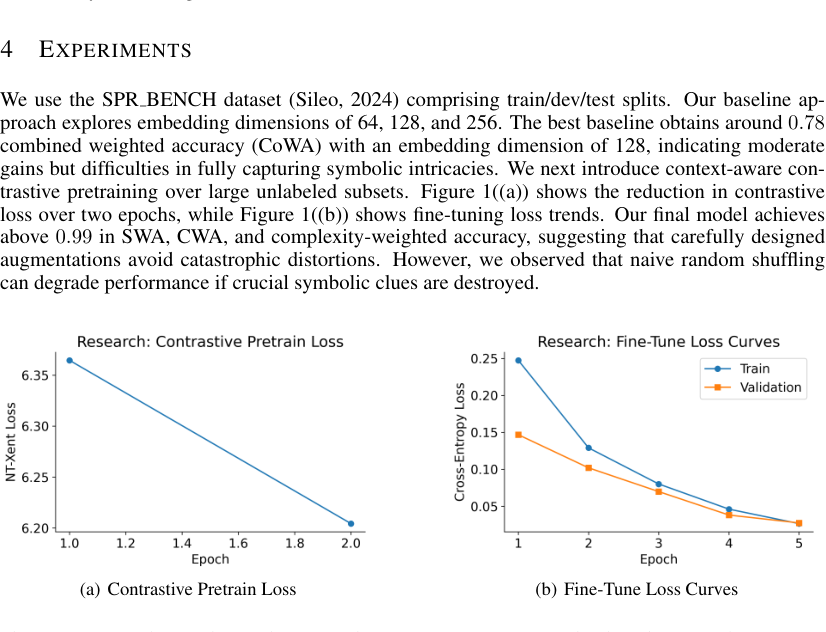 4 EXPERIMENTS
We use the SPR_BENCH dataset (Sileo, 2024) comprising train/dev/test splits. Our baseline ap-
proach explores embedding dimensions of 64, 128, and 256. The best baseline obtains around 0.78
combined weighted accuracy (CoWA) with an embedding dimension of 128, indicating moderate
gains but difficulties in fully capturing symbolic intricacies. We next introduce context-aware con-
trastive pretraining over large unlabeled subsets. Figure 1((a)) shows the reduction in contrastive
loss over two epochs, while Figure 1((b)) shows fine-tuning loss trends. Our final model achieves
above 0.99 in SWA, CWA, and complexity-weighted accuracy, suggesting that carefully designed
augmentations avoid catastrophic distortions. However, we observed that naive random shuffling
can degrade performance if crucial symbolic clues are destroyed.
Research: Contrastive Pretrain Loss
NT-Xent Loss
6.35
6.30
6.25
6.20
1.0 1.2 1.4 1.6 1.8 2.0
Epoch
(a) Contrastive Pretrain Loss
Research: Fine-Tune Loss Curves
Cross-Entropy Loss
0.25
0.20
0.15
0.10
0.05
Train
Validation
1 2 3 4 5
Epoch
(b) Fine-Tune Loss Curves